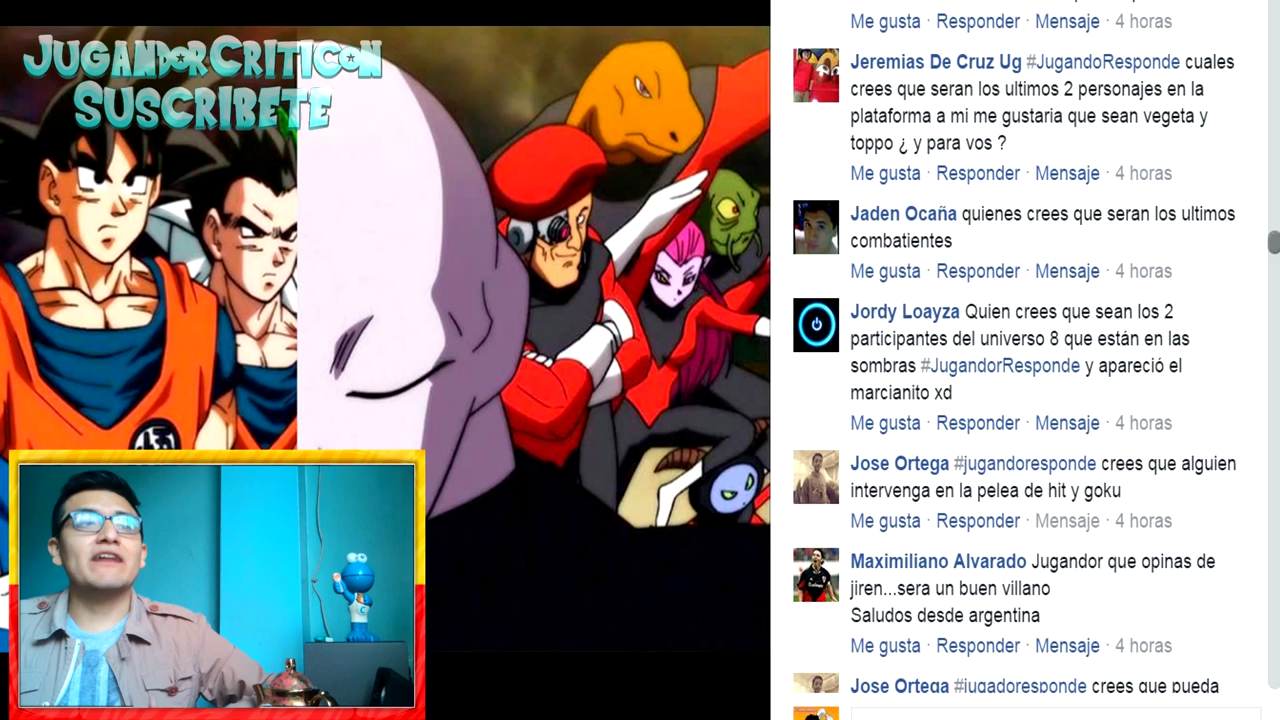 JUGANDORCRITICON
SUSCRIBETE
Me gusta · Responder · Mensaje · 4 horas
Jeremias De Cruz Ug #JugandoResponde cuales
crees que seran los ultimos 2 personajes en la
plataforma a mi me gustaria que sean vegeta y
toppo ¿ y para vos ?
Me gusta · Responder · Mensaje · 4 horas
Jaden Ocaña quienes crees que seran los ultimos
combatientes
Me gusta · Responder · Mensaje · 4 horas
Jordy Loayza Quien crees que sean los 2
participantes del universo 8 que están en las
sombras #JugandorResponde y apareció el
marcianito xd
Me gusta · Responder · Mensaje · 4 horas
Jose Ortega #jugandoresponde crees que alguien
intervenga en la pelea de hit y goku
Me gusta · Responder · Mensaje · 4 horas
Maximiliano Alvarado Jugandor que opinas de
jiren...sera un buen villano
Saludos desde argentina
Me gusta · Responder · Mensaje · 4 horas
Jose Ortega #jugadoresponde crees que pueda